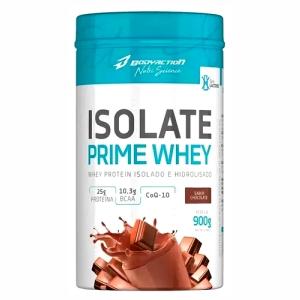 BODYACTION
Nutri Science
ISOLATE
PRIME WHEY
WHEY PROTEIN ISOLADO E HIDROLISADO
25g
PROTEÍNA
10,3g
BCAA
CoQ-10
SABOR
CHOCOLATE
900g